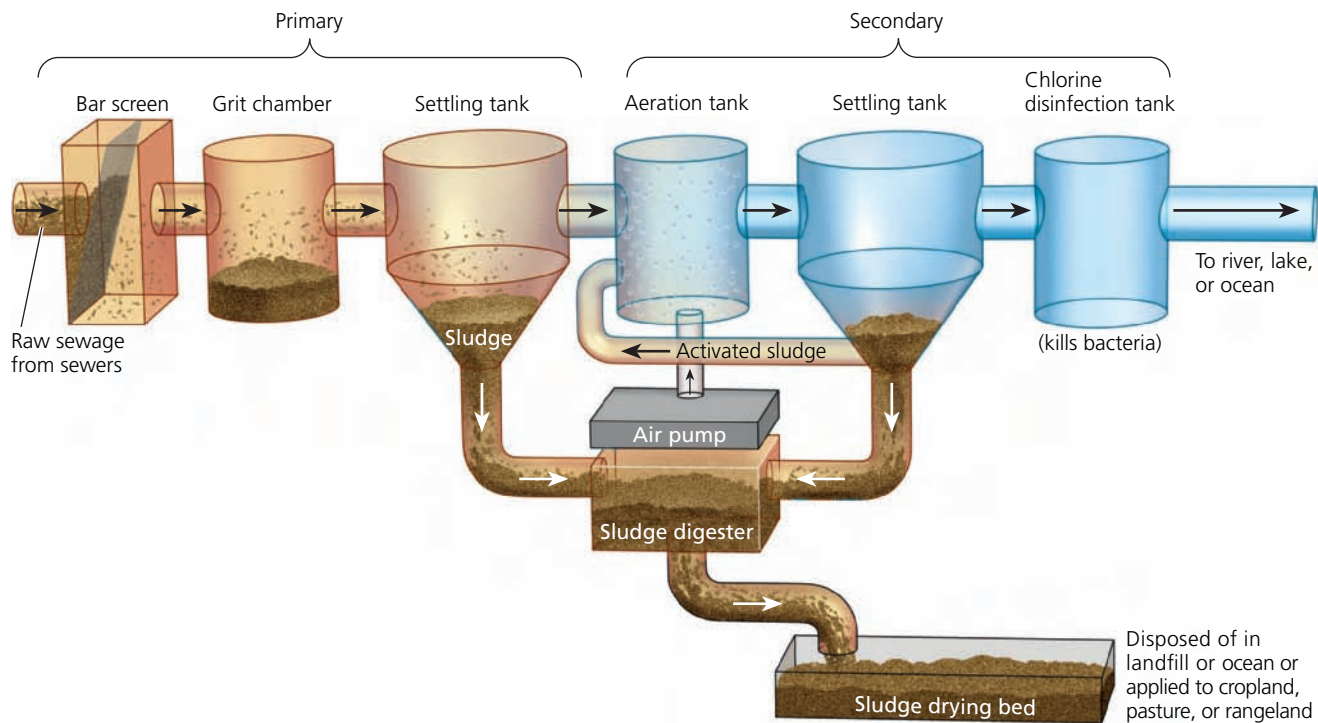 Primary
Secondary
Bar screen
Grit chamber
Settling tank
Aeration tank
Settling tank
Chlorine
disinfection tank
Raw sewage
from sewers
Sludge
Activated sludge
(kills bacteria)
To river, lake,
or ocean
Air pump
Sludge digester
Sludge drying bed
Disposed of in
landfill or ocean or
applied to cropland,
pasture, or rangeland